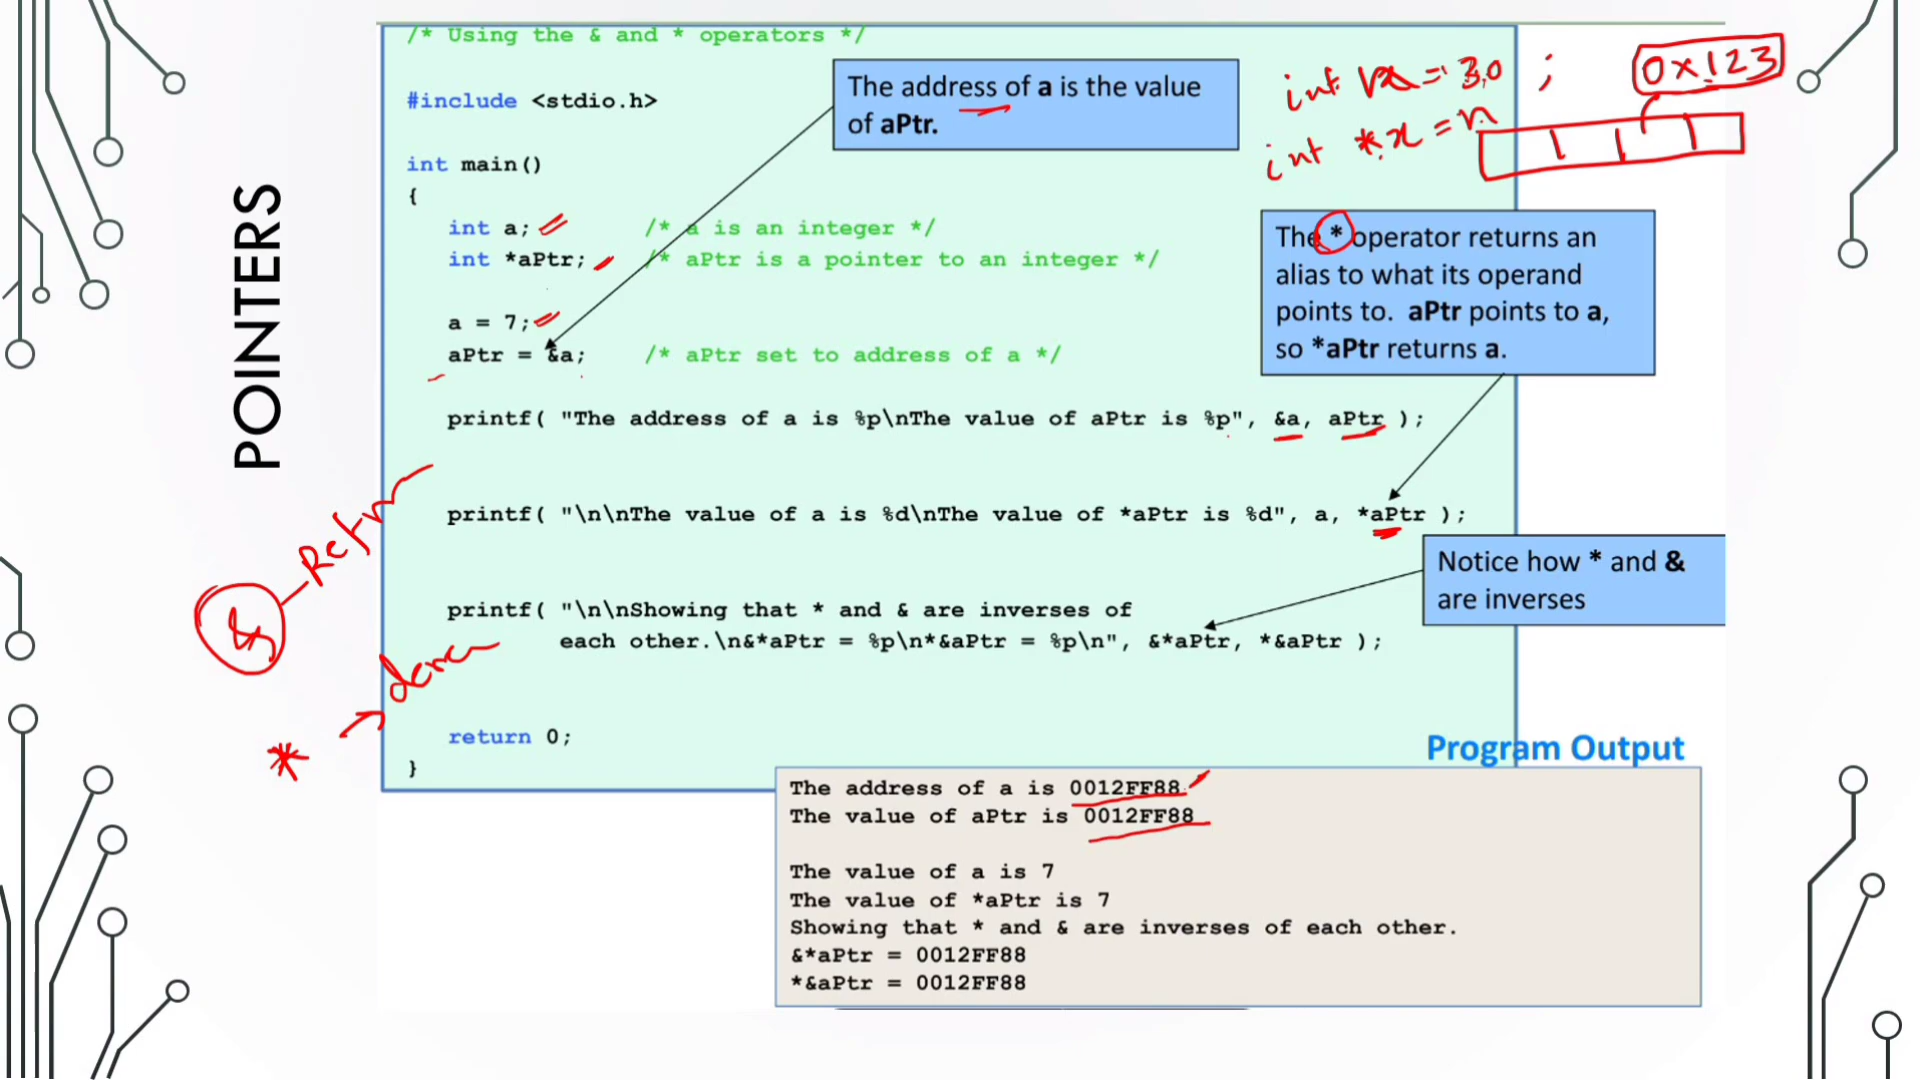 POINTERS
/* Using the & and * operators */
#include <stdio.h>
int main()
{
int a; /* a is an integer */
int *aPtr; /* aPtr is a pointer to an integer */
a = 7;
aPtr = &a; /* aPtr set to address of a */
printf( "The address of a is %p\nThe value of aPtr is %p", &a, aPtr );
printf( "\n\nThe value of a is %d\nThe value of *aPtr is %d", a, *aPtr );
printf( "\n\nShowing that * and & are inverses of
each other.\n&*aPtr = %p\n*&aPtr = %p\n", &*aPtr, *&aPtr );
return 0;
}
The address of a is the value
of aPtr.
int = 30 ;
0x123
int *x = n
The * operator returns an
alias to what its operand
points to. aPtr points to a,
so *aPtr returns a.
Notice how * and &
are inverses
&
*
Program Output
The address of a is 0012FF88
The value of aPtr is 0012FF88
The value of a is 7
The value of *aPtr is 7
Showing that * and & are inverses of each other.
&*aPtr = 0012FF88
*&aPtr = 0012FF88